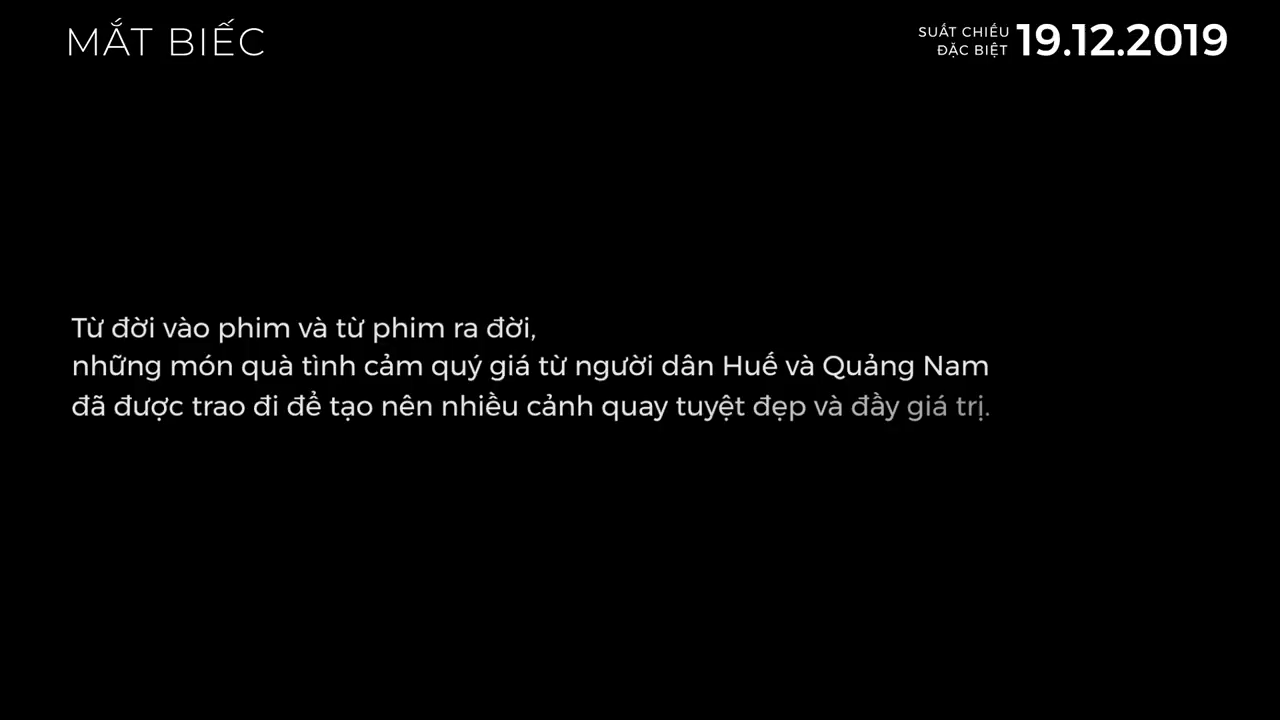 MẮT BIẾC
SUẤT CHIẾU
ĐẶC BIỆT
19.12.2019
Từ đời vào phim và từ phim ra đời,
những món quà tình cảm quý giá từ người dân Huế và Quảng Nam
đã được trao đi để tạo nên nhiều cảnh quay tuyệt đẹp và đầy giá trị.